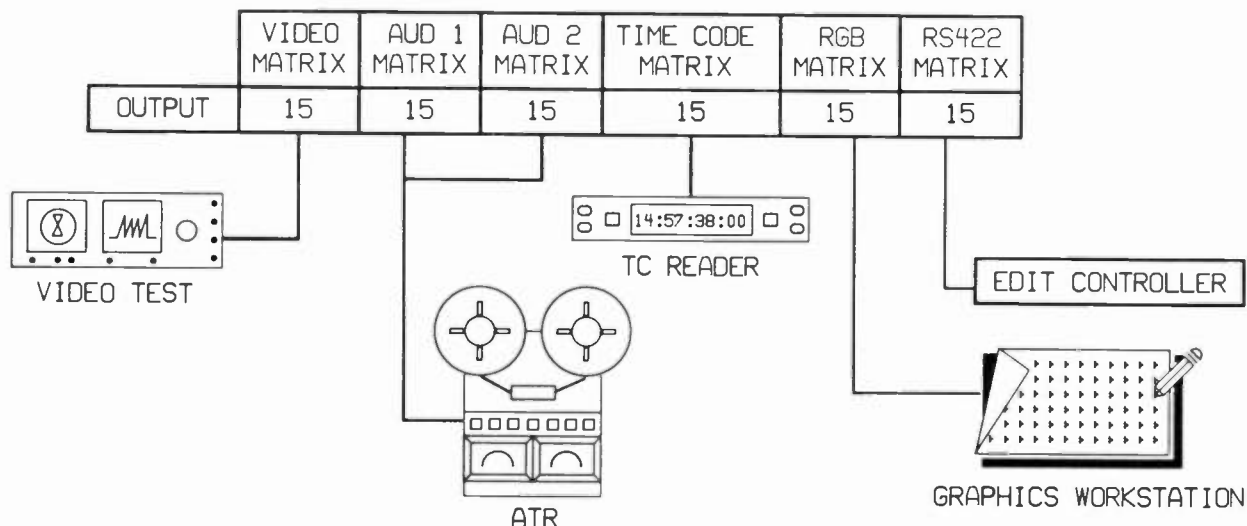 VIDEO MATRIX
AUD 1 MATRIX
AUD 2 MATRIX
TIME CODE MATRIX
RGB MATRIX
RS422 MATRIX
OUTPUT 15 15 15 15 15 15
14:57:38:00
TC READER
VIDEO TEST
EDIT CONTROLLER
ATR
GRAPHICS WORKSTATION